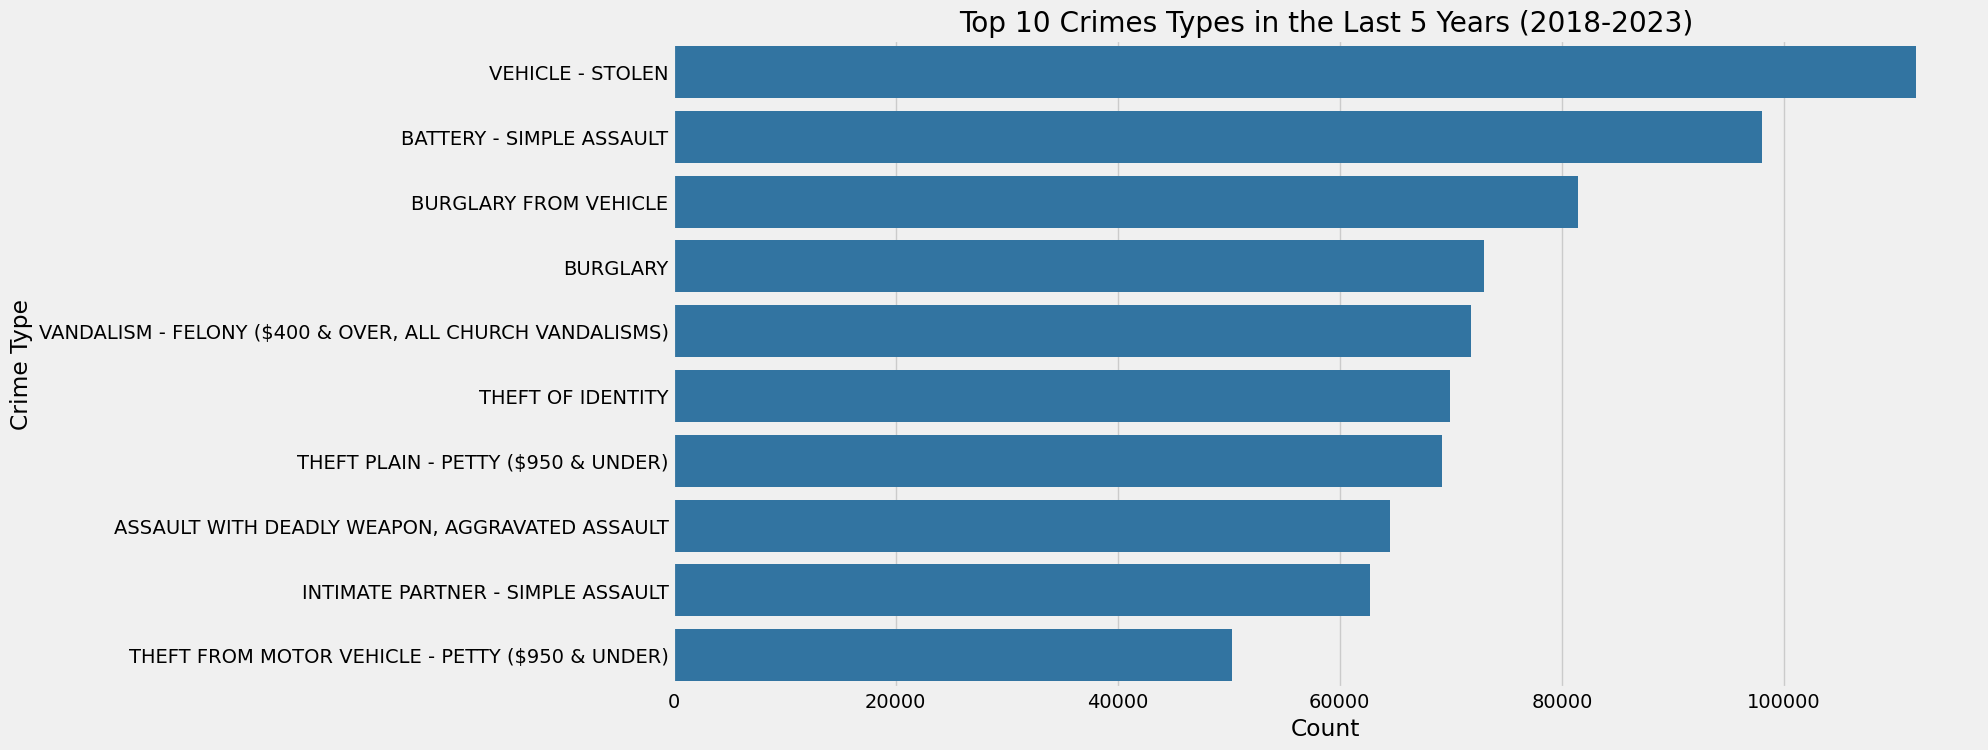 Top 10 Crimes Types in the Last 5 Years (2018-2023)
Crime Type
VEHICLE - STOLEN
BATTERY - SIMPLE ASSAULT
BURGLARY FROM VEHICLE
BURGLARY
VANDALISM - FELONY ($400 & OVER, ALL CHURCH VANDALISMS)
THEFT OF IDENTITY
THEFT PLAIN - PETTY ($950 & UNDER)
ASSAULT WITH DEADLY WEAPON, AGGRAVATED ASSAULT
INTIMATE PARTNER - SIMPLE ASSAULT
THEFT FROM MOTOR VEHICLE - PETTY ($950 & UNDER)
0 20000 40000 60000 80000 100000
Count